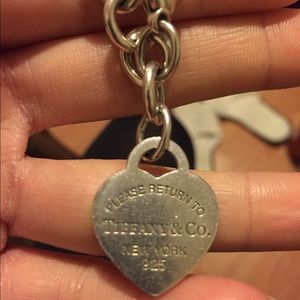 PLEASE RETURN TO
TIFFANY & Co.
NEW YORK
925